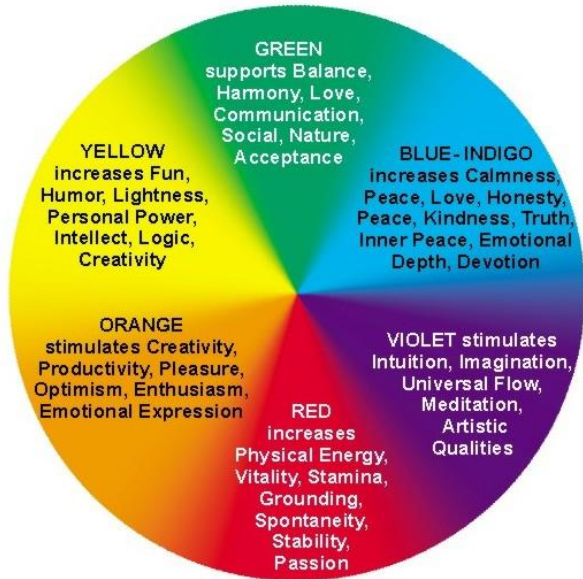 GREEN
supports Balance,
Harmony, Love,
Communication,
Social, Nature,
Acceptance
YELLOW
increases Fun,
Humor, Lightness,
Personal Power,
Intellect, Logic,
Creativity
BLUE-INDIGO
increases Calmness,
Peace, Love, Honesty,
Peace, Kindness, Truth,
Inner Peace, Emotional
Depth, Devotion
ORANGE
stimulates Creativity,
Productivity, Pleasure,
Optimism, Enthusiasm,
Emotional Expression
VIOLET stimulates
Intuition, Imagination,
Universal Flow,
Meditation,
Artistic
Qualities
RED
increases
Physical Energy,
Vitality, Stamina,
Grounding,
Spontaneity,
Stability,
Passion